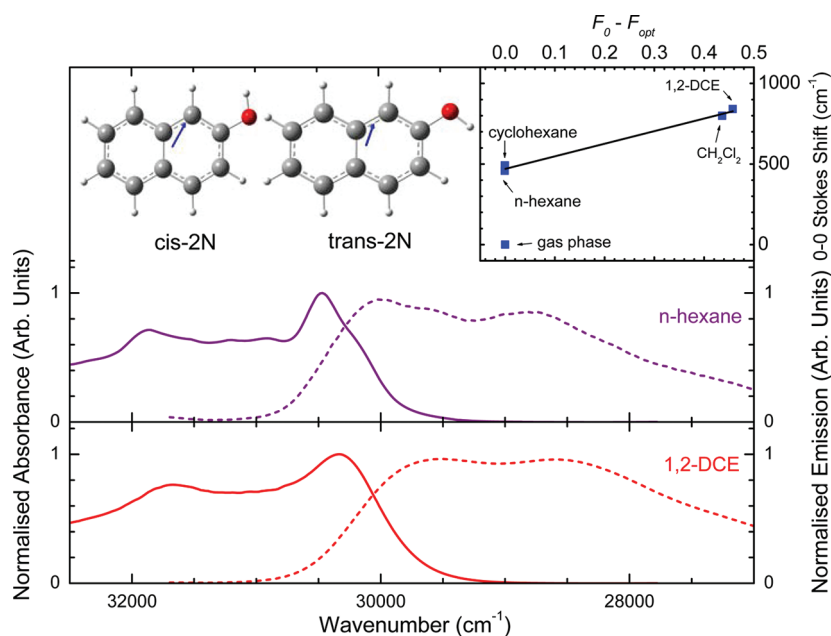 F₀ - Fₒₚₜ
0.0 0.1 0.2 0.3 0.4 0.5
1000
500
0
0-0 Stokes Shift (cm⁻¹)
1,2-DCE
cyclohexane
CH₂Cl₂
n-hexane
gas phase
cis-2N
trans-2N
Normalised Absorbance (Arb. Units)
Normalised Emission (Arb. Units)
1
0
n-hexane
1
0
1
0
1,2-DCE
1
0
32000 30000 28000
Wavenumber (cm⁻¹)